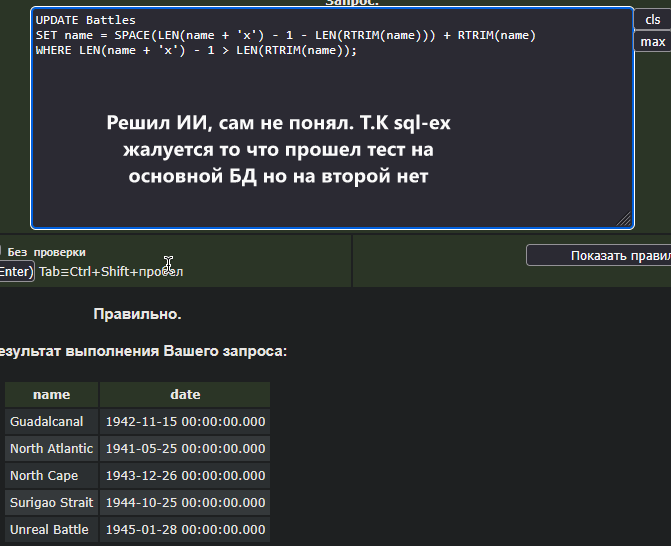 Запрос:
UPDATE Battles
SET name = SPACE(LEN(name + 'x') - 1 - LEN(RTRIM(name))) + RTRIM(name)
WHERE LEN(name + 'x') - 1 > LEN(RTRIM(name));
cls
max
Решил ИИ, сам не понял. Т.К sql-ex
жалуется то что прошел тест на
основной БД но на второй нет
Без проверки
Enter) Tab≡Ctrl+Shift+пробел
Показать правил
Правильно.
езультат выполнения Вашего запроса:
name date
Guadalcanal 1942-11-15 00:00:00.000
North Atlantic 1941-05-25 00:00:00.000
North Cape 1943-12-26 00:00:00.000
Surigao Strait 1944-10-25 00:00:00.000
Unreal Battle 1945-01-28 00:00:00.000